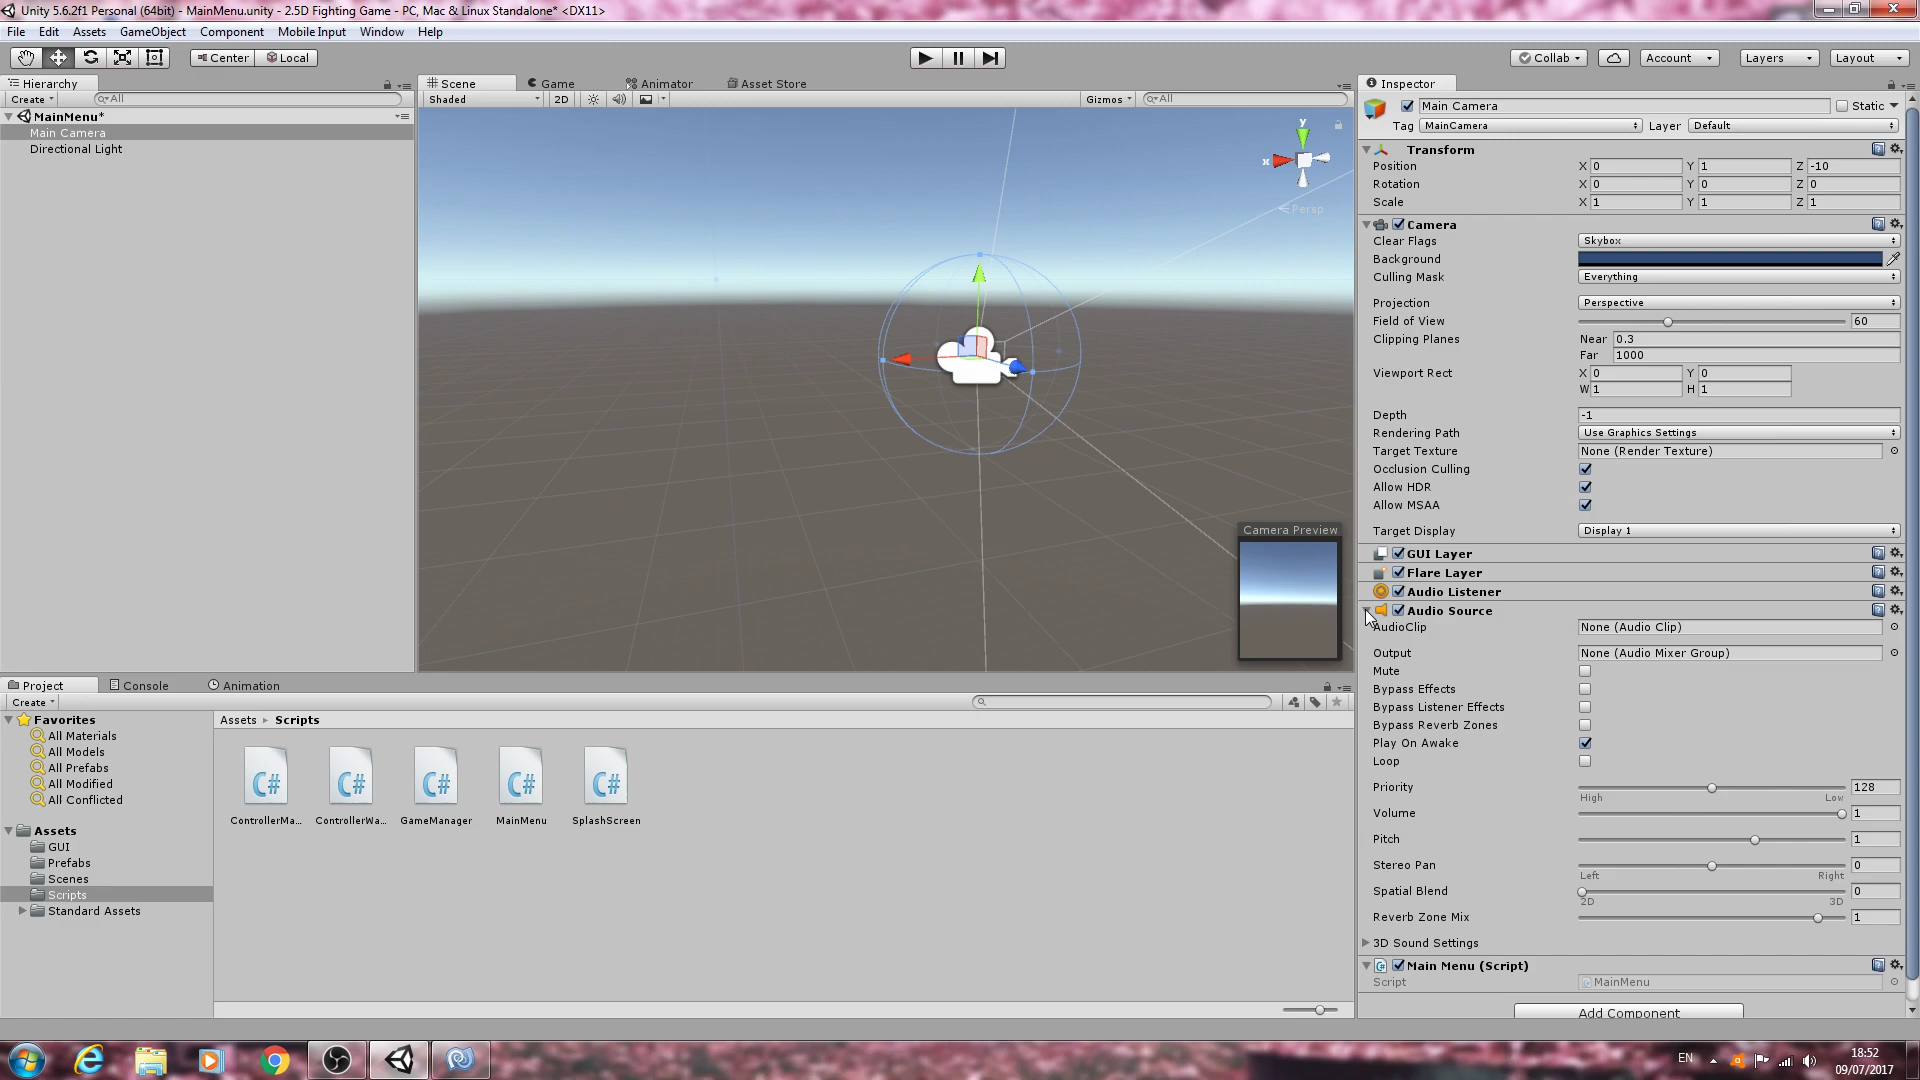 Unity 5.6.2f1 Personal (64bit) - MainMenu.unity - 2.5D Fighting Game - PC, Mac & Linux Standalone* <DX11>
File Edit Assets GameObject Component Mobile Input Window Help
Center Local
Collab Account Layers Layout
Hierarchy
Create All
MainMenu*
Main Camera
Directional Light
Scene Game Animator Asset Store
Shaded 2D Gizmos All
y
x
Persp
Camera Preview
Inspector
Main Camera Static
Tag MainCamera Layer Default
Transform
Position X 0 Y 1 Z -10
Rotation X 0 Y 0 Z 0
Scale X 1 Y 1 Z 1
Camera
Clear Flags Skybox
Background
Culling Mask Everything
Projection Perspective
Field of View 60
Clipping Planes Near 0.3
Far 1000
Viewport Rect X 0 Y 0
W 1 H 1
Depth -1
Rendering Path Use Graphics Settings
Target Texture None (Render Texture)
Occlusion Culling
Allow HDR
Allow MSAA
Target Display Display 1
GUI Layer
Flare Layer
Audio Listener
Audio Source
AudioClip None (Audio Clip)
Output None (Audio Mixer Group)
Mute
Bypass Effects
Bypass Listener Effects
Bypass Reverb Zones
Play On Awake
Loop
Priority 128
High Low
Volume 1
Pitch 1
Stereo Pan 0
Left Right
Spatial Blend 0
2D 3D
Reverb Zone Mix 1
3D Sound Settings
Main Menu (Script)
Script MainMenu
Add Component
Project Console Animation
Create
Favorites
All Materials
All Models
All Prefabs
All Modified
All Conflicted
Assets
GUI
Prefabs
Scenes
Scripts
Standard Assets
Assets Scripts
C# C# C# C# C#
ControllerMa... ControllerWa... GameManager MainMenu SplashScreen
EN
18:52
09/07/2017